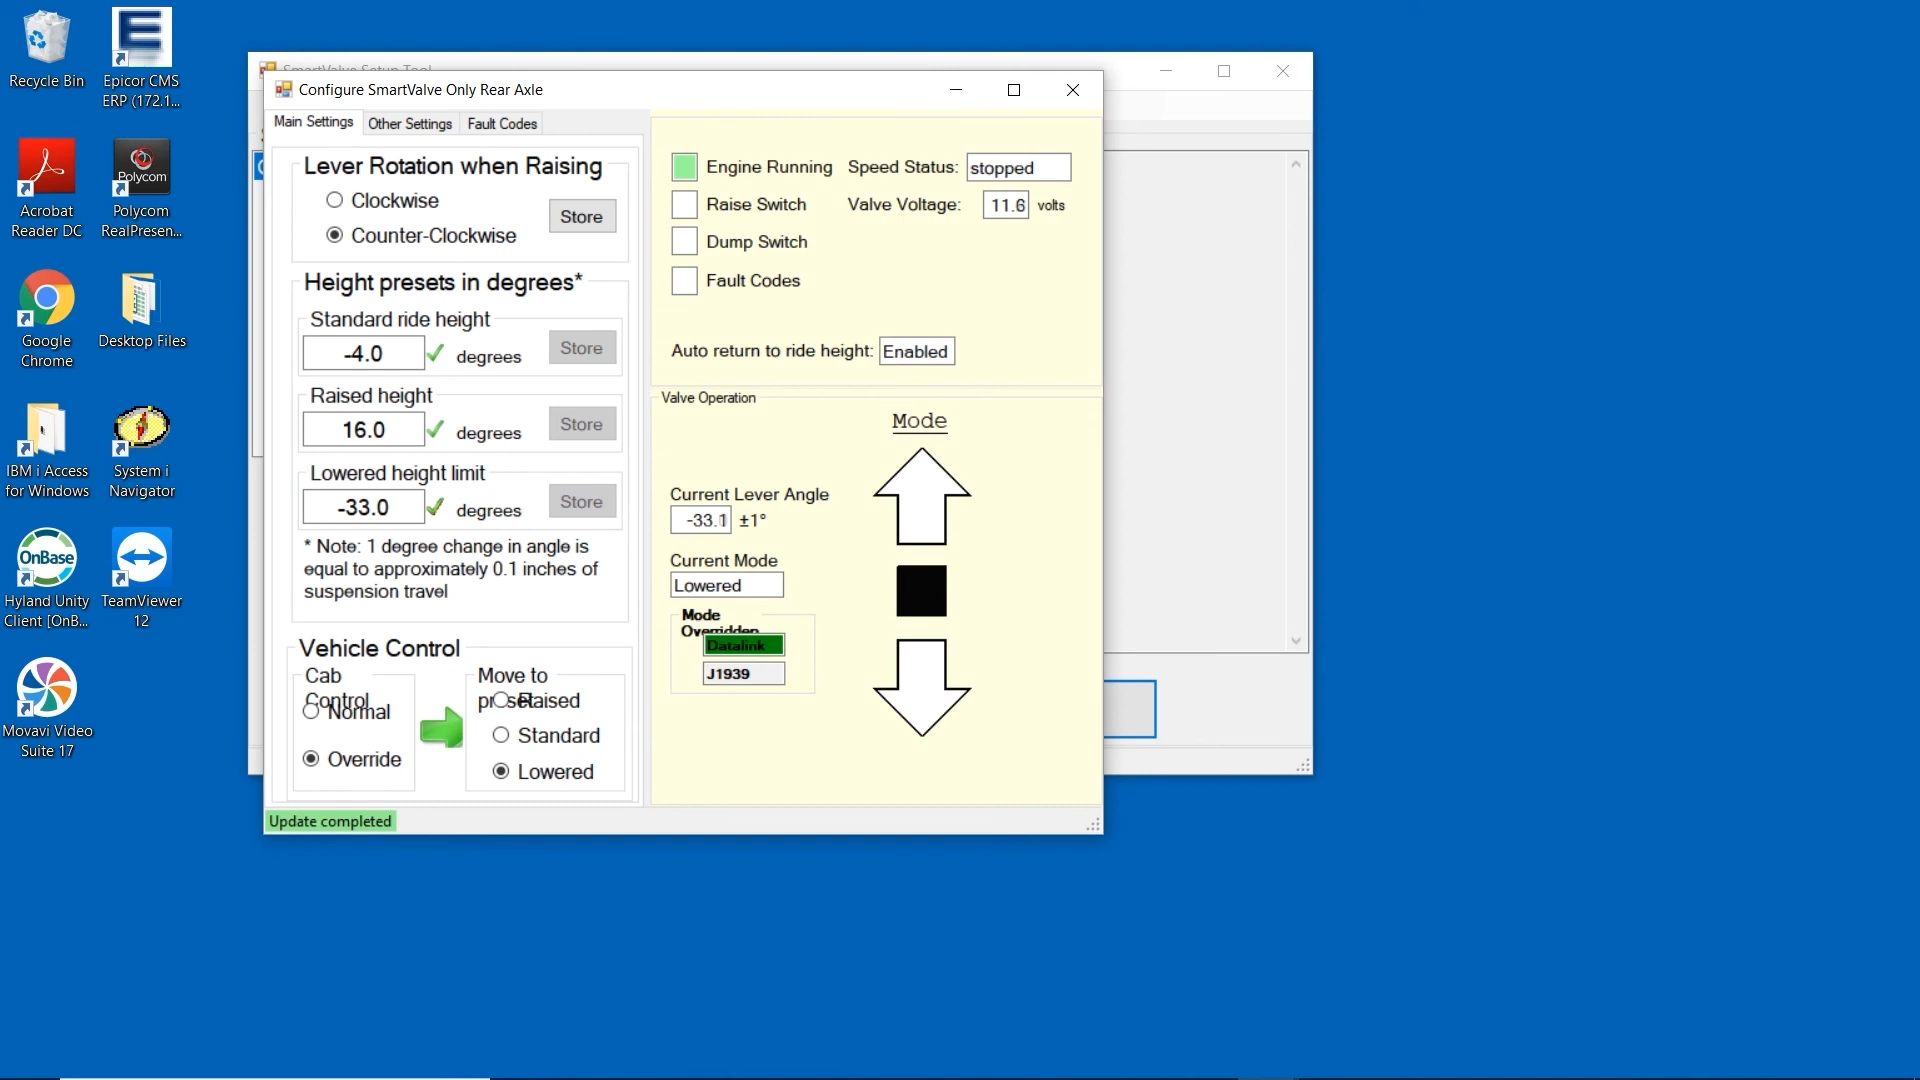 Recycle Bin
Epicor CMS
ERP (172.1...
Acrobat
Reader DC
Polycom
Polycom
RealPresen...
Google
Chrome
Desktop Files
IBM i Access
for Windows
System i
Navigator
OnBase
Hyland Unity
Client [OnB...
TeamViewer
12
Movavi Video
Suite 17
SmartValve Setup Tool
Configure SmartValve Only Rear Axle
Main Settings
Other Settings
Fault Codes
Lever Rotation when Raising
Clockwise
Counter-Clockwise
Store
Height presets in degrees*
Standard ride height
-4.0
degrees
Store
Raised height
16.0
degrees
Store
Lowered height limit
-33.0
degrees
Store
* Note: 1 degree change in angle is
equal to approximately 0.1 inches of
suspension travel
Vehicle Control
Cab
Control
Normal
Override
Move to
preset
Raised
Standard
Lowered
Update completed
Engine Running
Speed Status: stopped
Raise Switch
Valve Voltage: 11.6 volts
Dump Switch
Fault Codes
Auto return to ride height: Enabled
Valve Operation
Mode
Current Lever Angle
-33.1 ±1°
Current Mode
Lowered
Mode
Overridden
Datalink
J1939